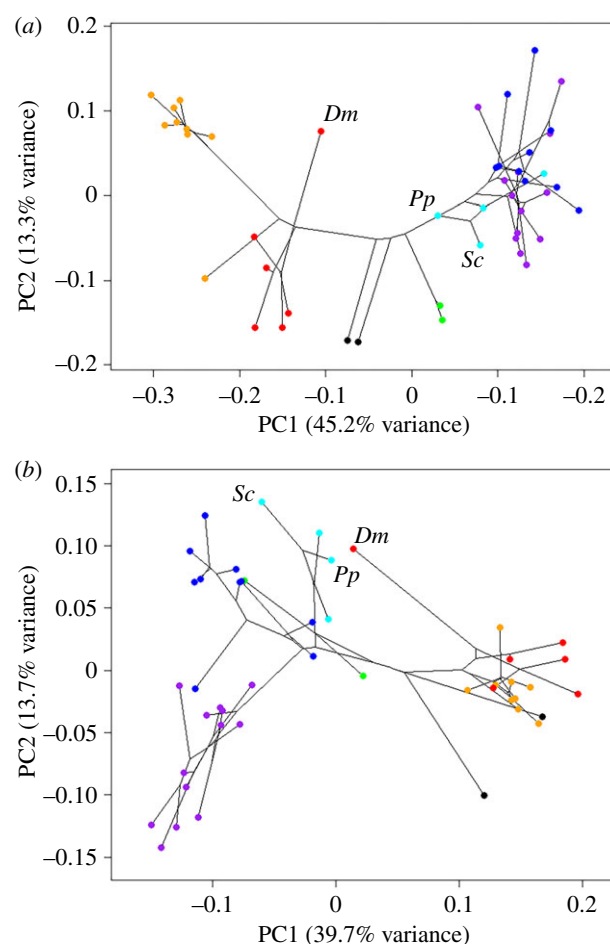 (a)
0.2
0.1
0
–0.1
–0.2
PC2 (13.3% variance)
Dm
Pp
Sc
–0.3 –0.2 –0.1 0 –0.1 –0.2
PC1 (45.2% variance)
(b)
0.15
0.10
0.05
0
–0.05
–0.10
–0.15
PC2 (13.7% variance)
Sc
Dm
Pp
–0.1 0 0.1 0.2
PC1 (39.7% variance)